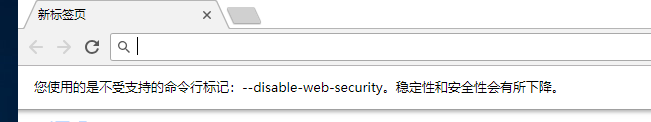 新标签页
您使用的是不受支持的命令行标记：--disable-web-security。稳定性和安全性会有所下降。